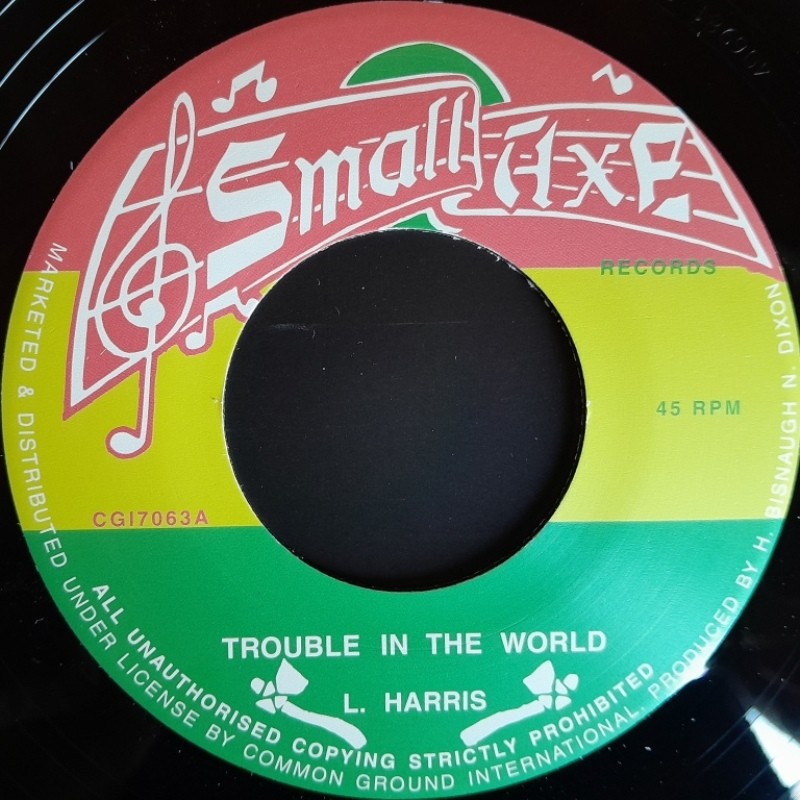 Small Axe
RECORDS
45 RPM
CGI7063A
TROUBLE IN THE WORLD
L. HARRIS
ALL UNAUTHORISED COPYING STRICTLY PROHIBITED
MARKETED & DISTRIBUTED UNDER LICENSE BY COMMON GROUND INTERNATIONAL, PRODUCED BY H. BISNAUGH N. DIXON